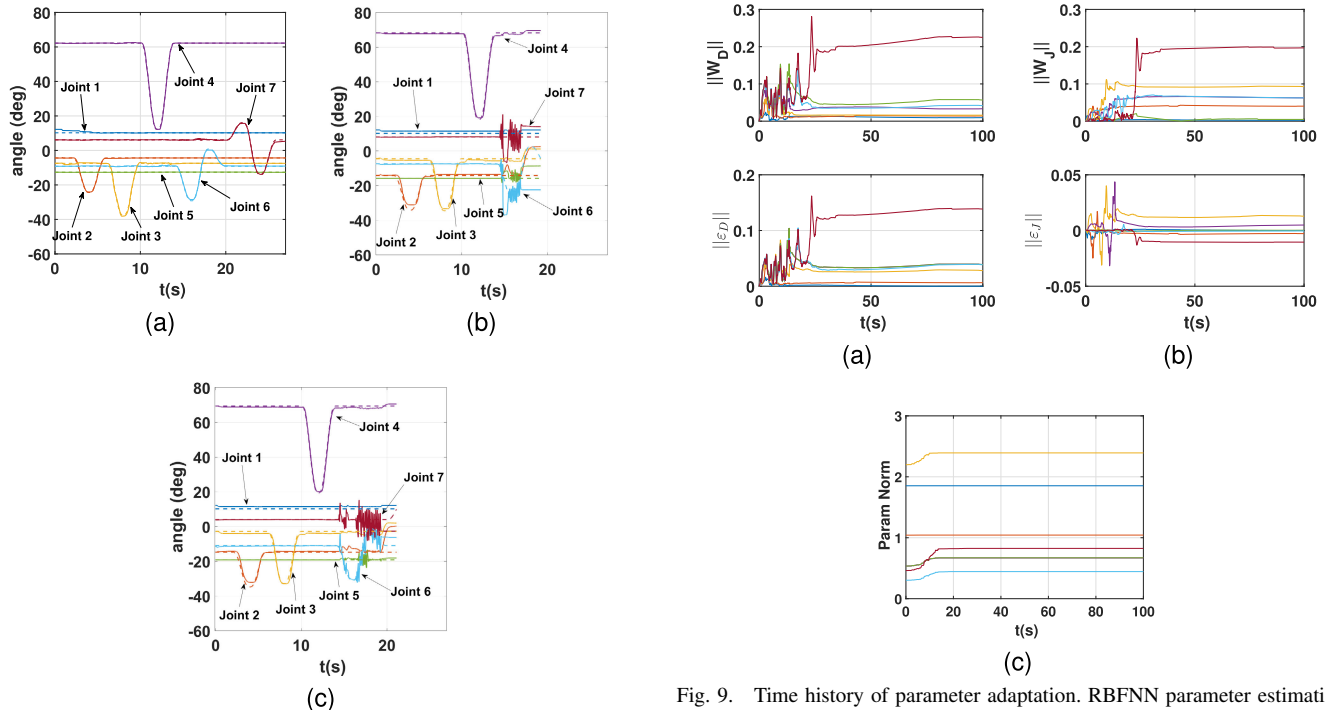 80
60
40
20
0
-20
-40
-60
angle (deg)
Joint 1
Joint 4
Joint 7
Joint 2
Joint 3
Joint 5
Joint 6
0 10 20
t(s)
(a)
80
60
40
20
0
-20
-40
-60
angle (deg)
Joint 4
Joint 1
Joint 7
Joint 2
Joint 3
Joint 5
Joint 6
0 10 20
t(s)
(b)
80
60
40
20
0
-20
-40
-60
angle (deg)
Joint 4
Joint 1
Joint 7
Joint 2
Joint 3
Joint 5
Joint 6
0 10 20
t(s)
(c)
0.3
0.2
0.1
0
||W_D||
0 50 100
0.2
0.1
0
||ε_D||
0 50 100
t(s)
(a)
0.3
0.2
0.1
0
||W_J||
0 50 100
0.05
0
-0.05
||ε_J||
0 50 100
t(s)
(b)
3
2
1
0
Param Norm
0 20 40 60 80 100
t(s)
(c)
Fig. 9. Time history of parameter adaptation. RBFNN parameter estimati